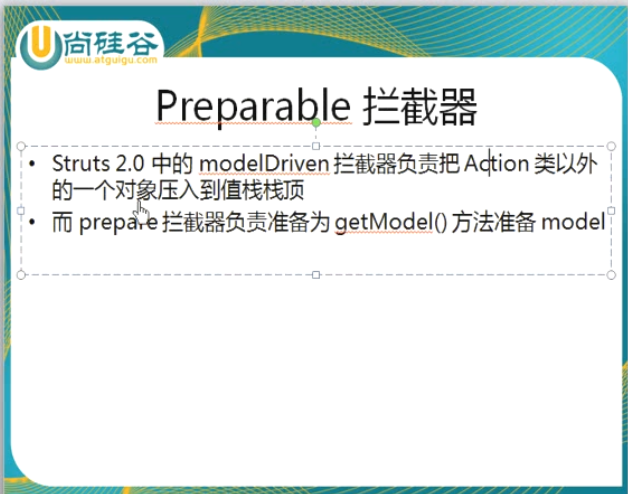 尚硅谷
www.atguigu.com
Preparable 拦截器
• Struts 2.0 中的 modelDriven 拦截器负责把 Action 类以外
的一个对象压入到值栈栈顶
• 而 prepare 拦截器负责准备为 getModel() 方法准备 model